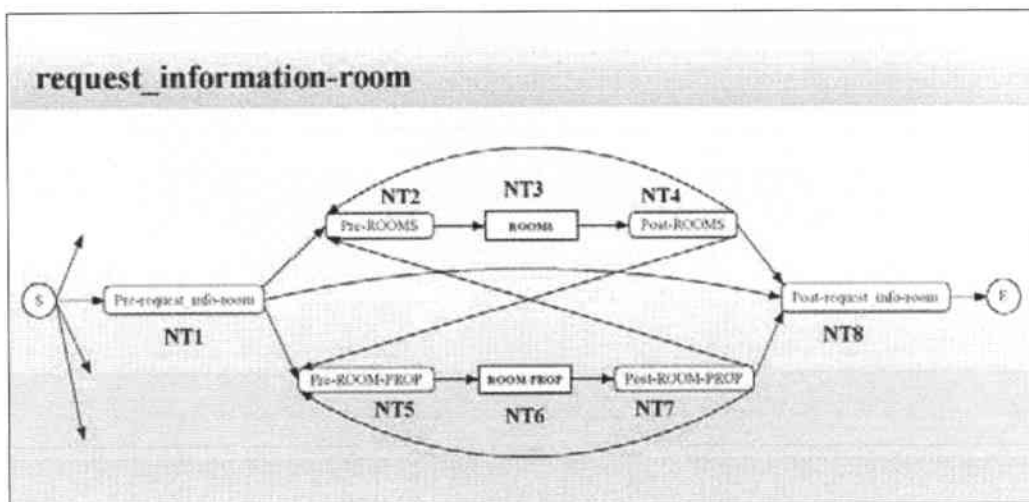 request_information-room
NT2
NT3
NT4
Pre-ROOMS
ROOMS
Post-ROOMS
S
Pre-request_info-room
Post-request_info-room
E
NT1
NT8
Pre-ROOM-PROP
ROOM-PROP
Post-ROOM-PROP
NT5
NT6
NT7